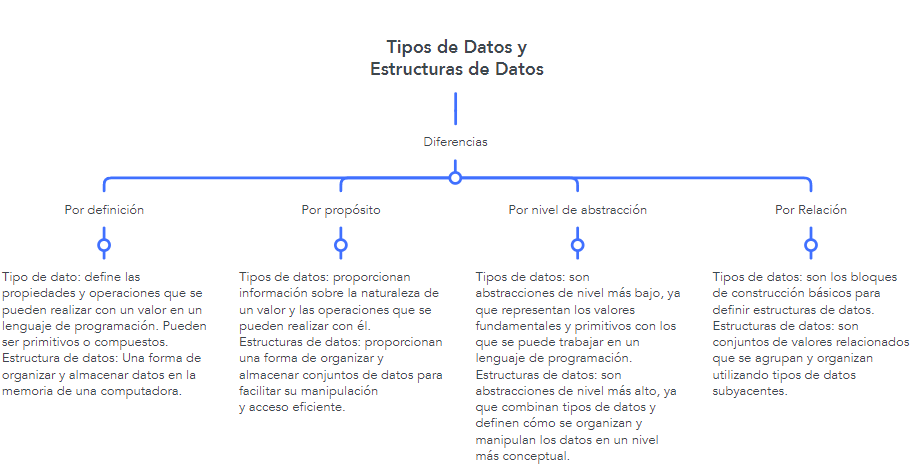 Tipos de Datos y
Estructuras de Datos
Diferencias
Por definición
Por propósito
Por nivel de abstracción
Por Relación
Tipo de dato: define las
propiedades y operaciones que se
pueden realizar con un valor en un
lenguaje de programación. Pueden
ser primitivos o compuestos.
Estructura de datos: Una forma de
organizar y almacenar datos en la
memoria de una computadora.
Tipos de datos: proporcionan
información sobre la naturaleza de
un valor y las operaciones que se
pueden realizar con él.
Estructuras de datos: proporcionan
una forma de organizar y
almacenar conjuntos de datos para
facilitar su manipulación
y acceso eficiente.
Tipos de datos: son
abstracciones de nivel más bajo, ya
que representan los valores
fundamentales y primitivos con los
que se puede trabajar en un
lenguaje de programación.
Estructuras de datos: son
abstracciones de nivel más alto, ya
que combinan tipos de datos y
definen cómo se organizan y
manipulan los datos en un nivel
más conceptual.
Tipos de datos: son los bloques
de construcción básicos para
definir estructuras de datos.
Estructuras de datos: son
conjuntos de valores relacionados
que se agrupan y organizan
utilizando tipos de datos
subyacentes.